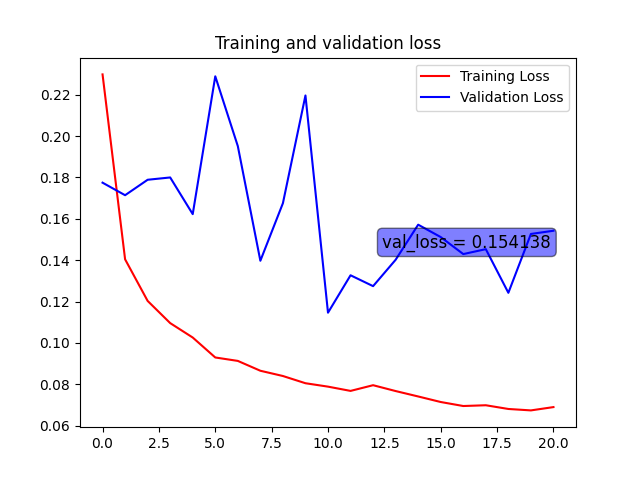 Training and validation loss
Training Loss
Validation Loss
val_loss = 0.154138
0.22
0.20
0.18
0.16
0.14
0.12
0.10
0.08
0.06
0.0 2.5 5.0 7.5 10.0 12.5 15.0 17.5 20.0